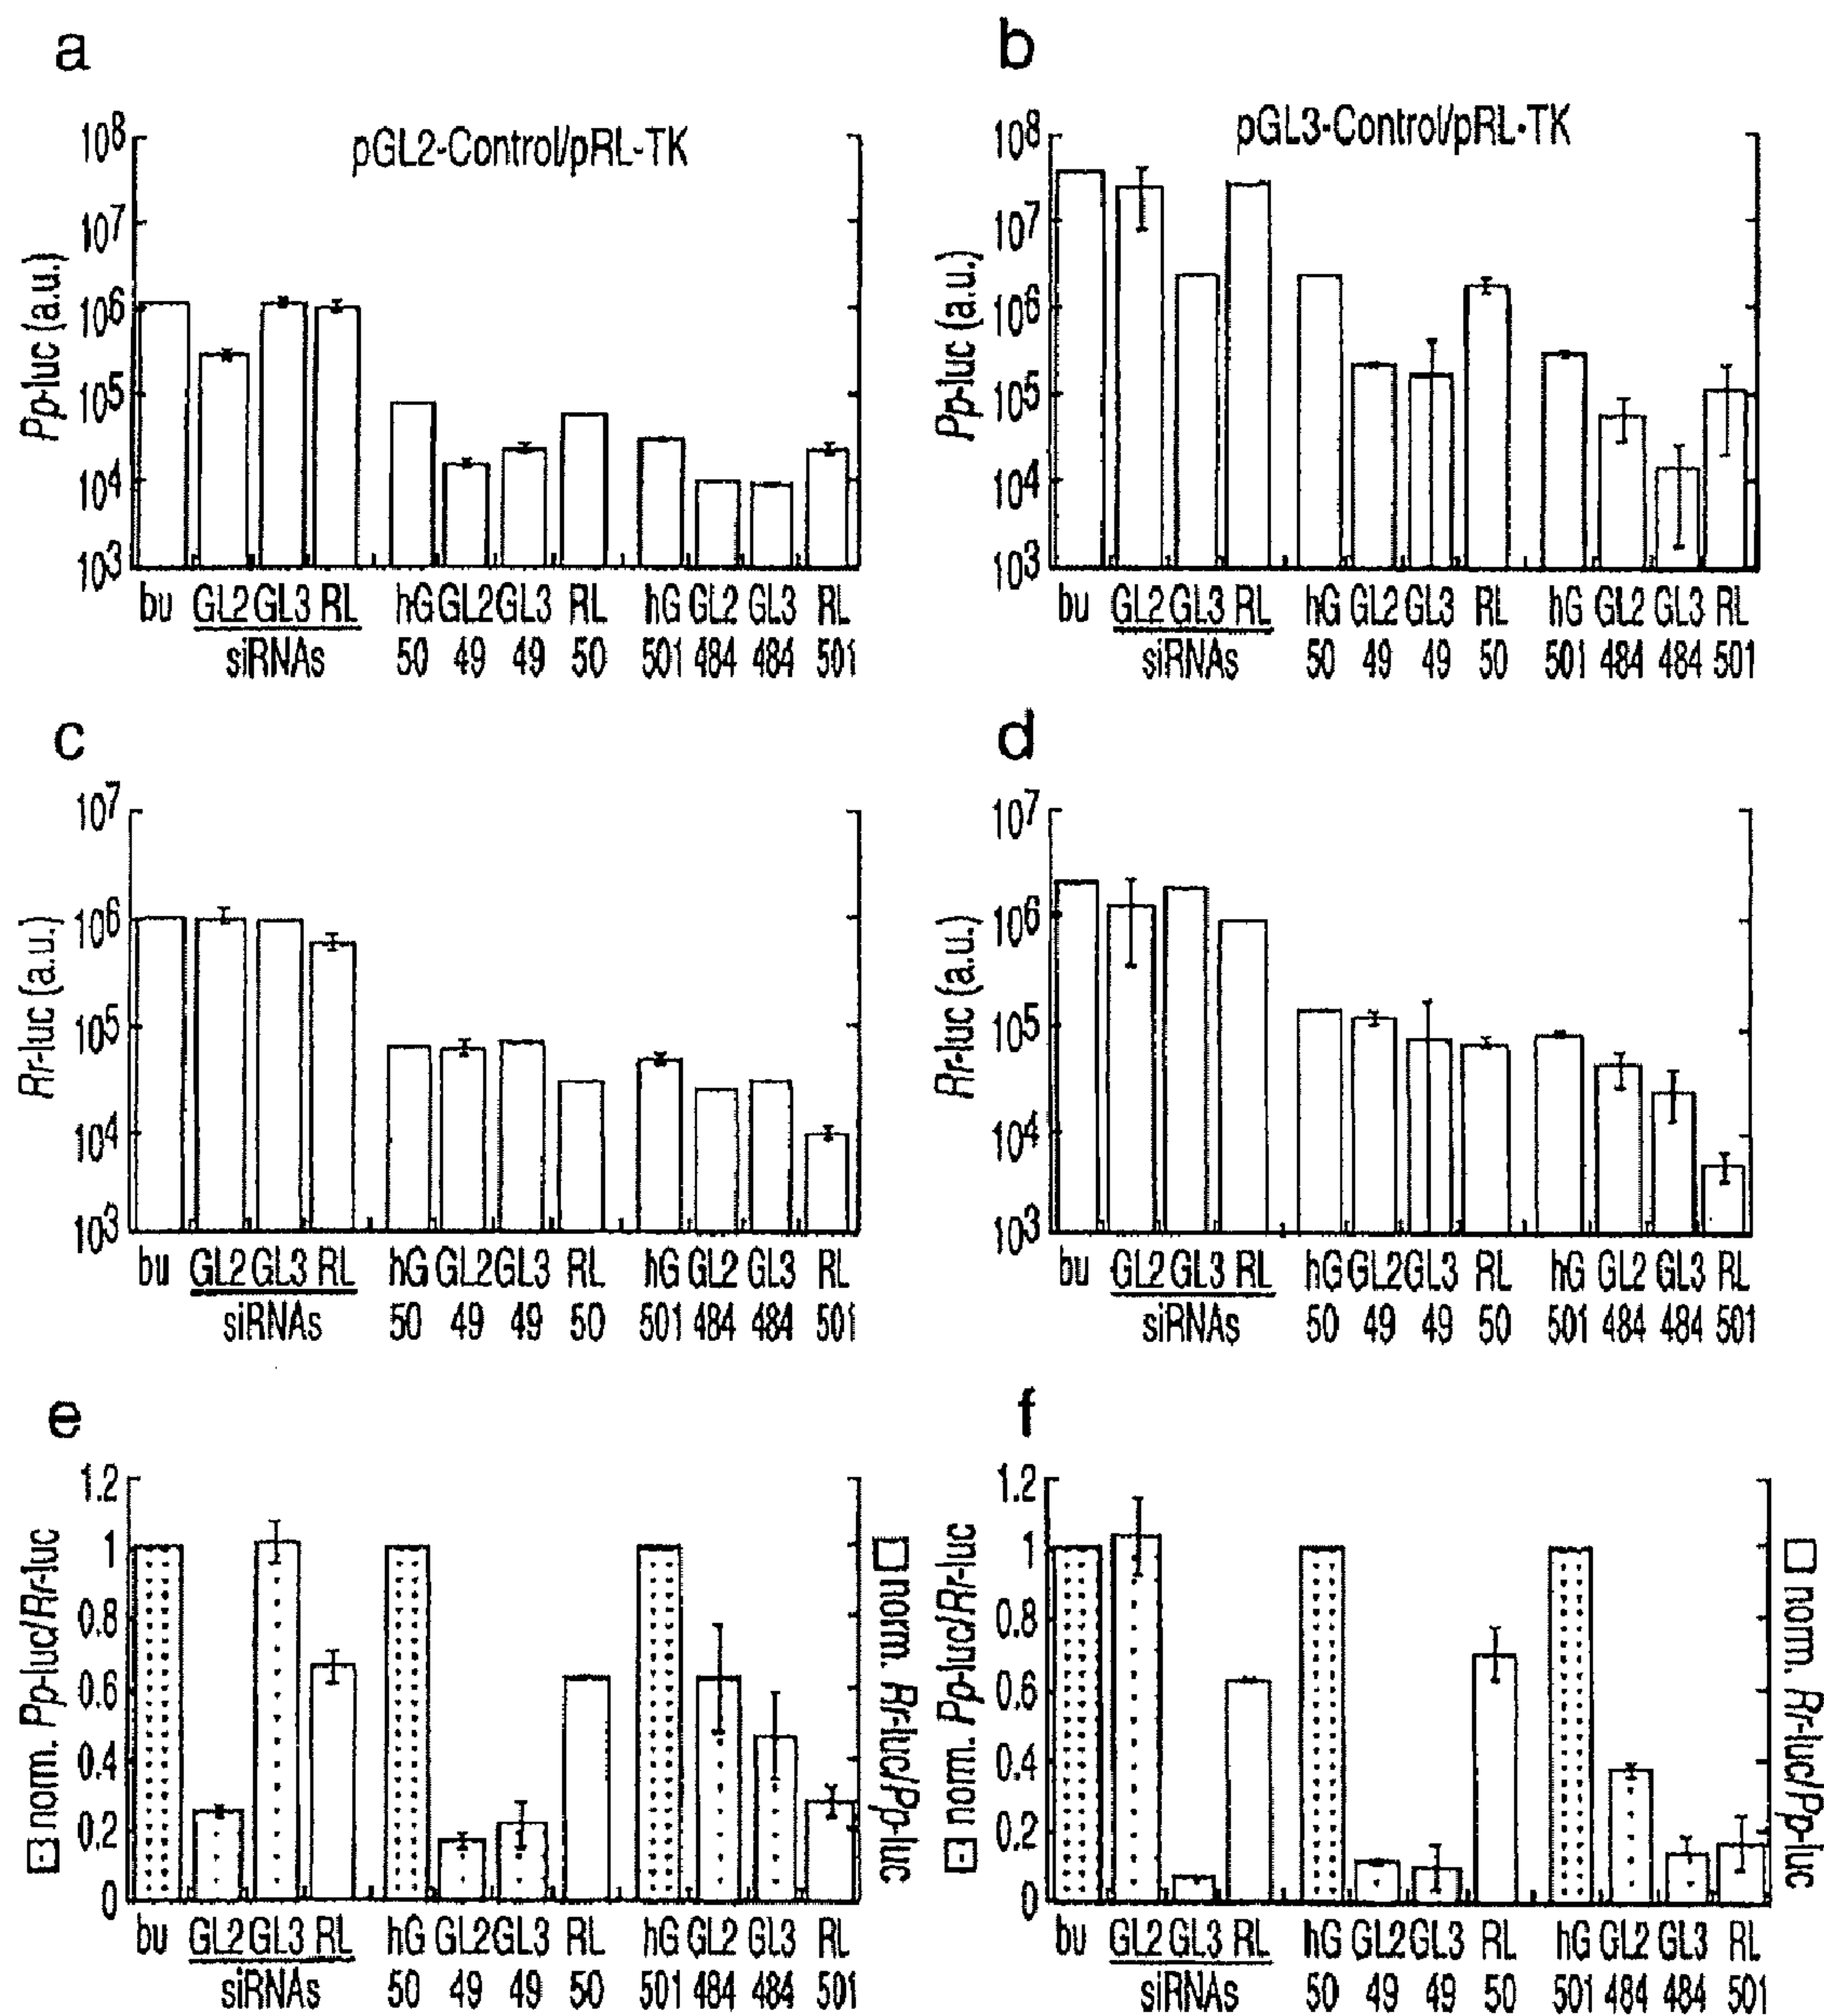 a
pGL2-Control/pRL-TK
Pp-luc (a.u.)
10⁸
10⁷
10⁶
10⁵
10⁴
10³
bu GL2 GL3 RL hG GL2 GL3 RL hG GL2 GL3 RL
siRNAs 50 49 49 50 501 484 484 501
b
pGL3-Control/pRL-TK
Pp-luc (a.u.)
10⁸
10⁷
10⁶
10⁵
10⁴
10³
bu GL2 GL3 RL hG GL2 GL3 RL hG GL2 GL3 RL
siRNAs 50 49 49 50 501 484 484 501
c
Rr-luc (a.u.)
10⁷
10⁶
10⁵
10⁴
10³
bu GL2 GL3 RL hG GL2 GL3 RL hG GL2 GL3 RL
siRNAs 50 49 49 50 501 484 484 501
d
Rr-luc (a.u.)
10⁷
10⁶
10⁵
10⁴
10³
bu GL2 GL3 RL hG GL2 GL3 RL hG GL2 GL3 RL
siRNAs 50 49 49 50 501 484 484 501
e
norm. Pp-luc/Rr-luc
1.2
1
0.8
0.6
0.4
0.2
0
norm. Rr-luc/Pp-luc
bu GL2 GL3 RL hG GL2 GL3 RL hG GL2 GL3 RL
siRNAs 50 49 49 50 501 484 484 501
f
norm. Pp-luc/Rr-luc
1.2
1
0.8
0.6
0.4
0.2
0
norm. Rr-luc/Pp-luc
bu GL2 GL3 RL hG GL2 GL3 RL hG GL2 GL3 RL
siRNAs 50 49 49 50 501 484 484 501